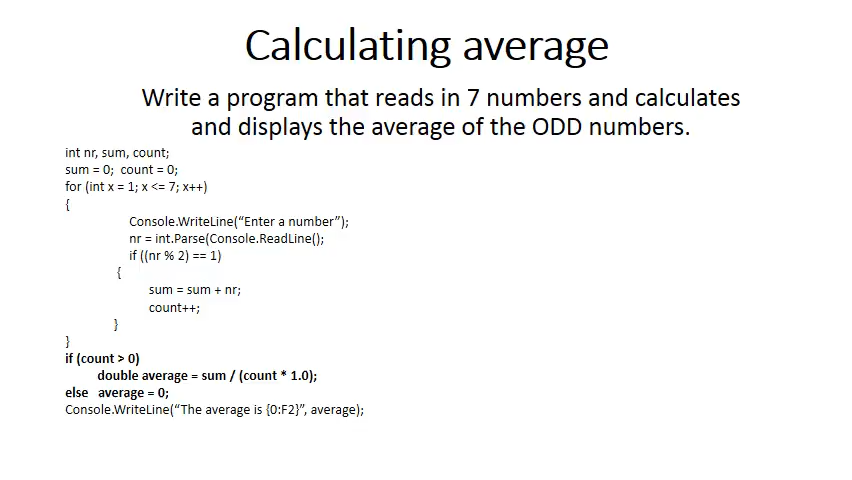 Calculating average
Write a program that reads in 7 numbers and calculates
and displays the average of the ODD numbers.
int nr, sum, count;
sum = 0;  count = 0;
for (int x = 1; x <= 7; x++)
{
Console.WriteLine(“Enter a number”);
nr = int.Parse(Console.ReadLine();
if ((nr % 2) == 1)
{
sum = sum + nr;
count++;
}
}
if (count > 0)
double average = sum / (count * 1.0);
else   average = 0;
Console.WriteLine(“The average is {0:F2}”, average);